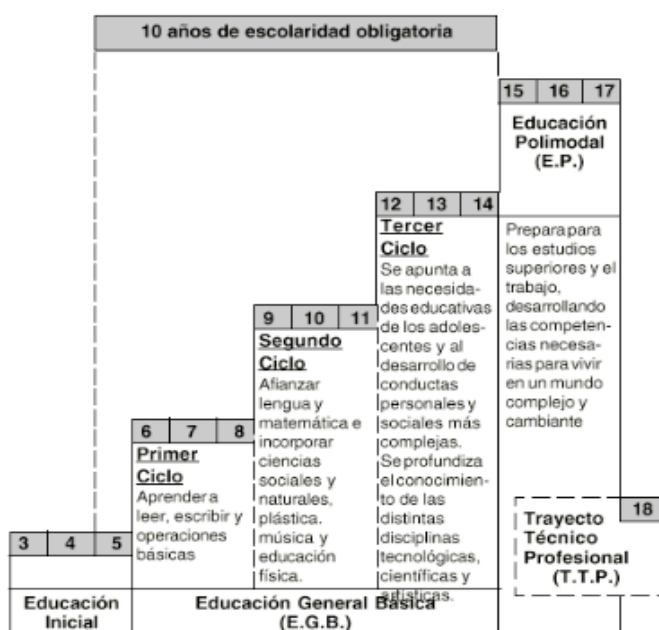 10 años de escolaridad obligatoria
15 16 17
Educación
Polimodal
(E.P.)
Preparapara
los estudios
superiores y el
trabajo,
desarrollando
las competen-
cias necesa-
rias para vivir
en un mundo
complejo y
cambiante
12 13 14
Tercer
Ciclo
Se apunta a
las necesida-
des educativas
de los adoles-
centes y al
desarrollo de
conductas
personales y
sociales más
complejas.
Se profundiza
el conocimien-
to de las
distintas
disciplinas
tecnológicas,
científicas y
artísticas.
9 10 11
Segundo
Ciclo
Afianzar
lengua y
matemática e
incorporar
ciencias
sociales y
naturales,
plástica.
música y
educación
física.
6 7 8
Primer
Ciclo
Aprender a
leer, escribir y
operaciones
básicas
3 4 5
Educación
Inicial
Educación General Básica
(E.G.B.)
18
Trayecto
Técnico
Profesional
(T.T.P.)